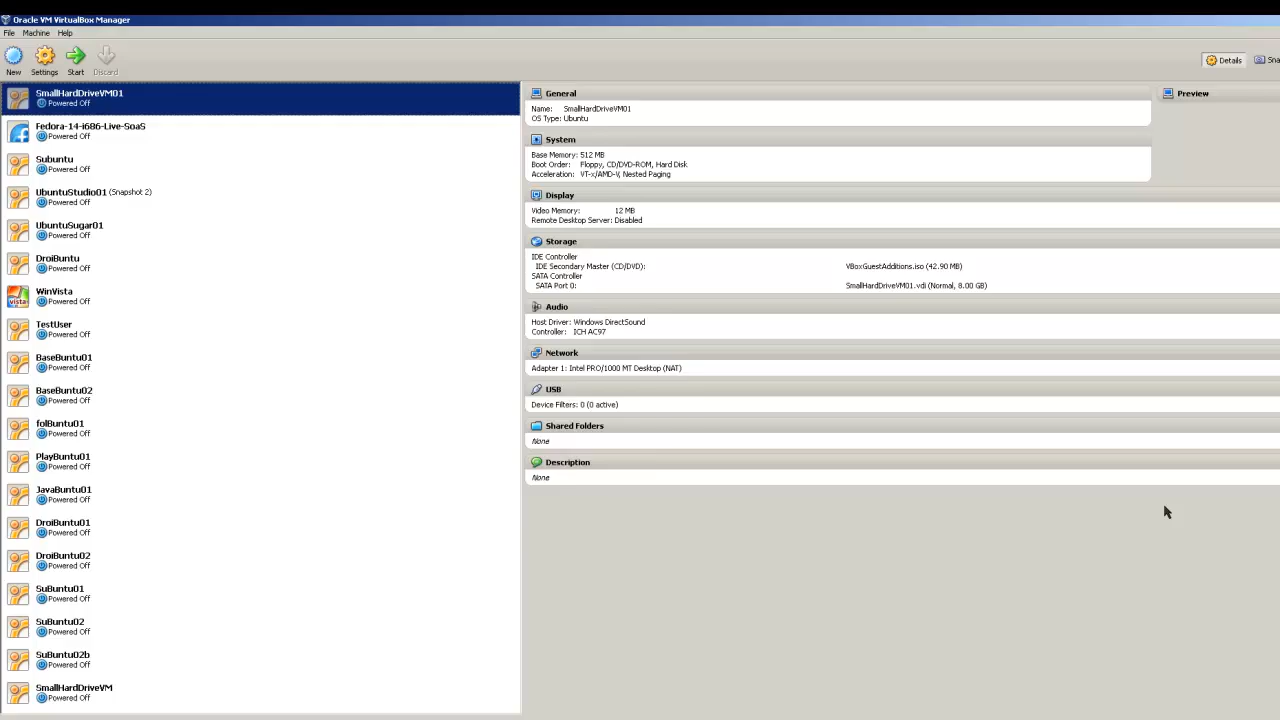 Oracle VM VirtualBox Manager
File Machine Help
New Settings Start Discard
Details
SmallHardDriveVM01
Powered Off
Fedora-14-i686-Live-SoaS
Powered Off
Subuntu
Powered Off
UbuntuStudio01 (Snapshot 2)
Powered Off
UbuntuSugar01
Powered Off
DroiBuntu
Powered Off
WinVista
Powered Off
TestUser
Powered Off
BaseBuntu01
Powered Off
BaseBuntu02
Powered Off
folBuntu01
Powered Off
PlayBuntu01
Powered Off
JavaBuntu01
Powered Off
DroiBuntu01
Powered Off
DroiBuntu02
Powered Off
SuBuntu01
Powered Off
SuBuntu02
Powered Off
SuBuntu02b
Powered Off
SmallHardDriveVM
Powered Off
General
Name: SmallHardDriveVM01
OS Type: Ubuntu
System
Base Memory: 512 MB
Boot Order: Floppy, CD/DVD-ROM, Hard Disk
Acceleration: VT-x/AMD-V, Nested Paging
Display
Video Memory: 12 MB
Remote Desktop Server: Disabled
Storage
IDE Controller
IDE Secondary Master (CD/DVD): VBoxGuestAdditions.iso (42.90 MB)
SATA Controller
SATA Port 0: SmallHardDriveVM01.vdi (Normal, 8.00 GB)
Audio
Host Driver: Windows DirectSound
Controller: ICH AC97
Network
Adapter 1: Intel PRO/1000 MT Desktop (NAT)
USB
Device Filters: 0 (0 active)
Shared Folders
None
Description
None
Preview